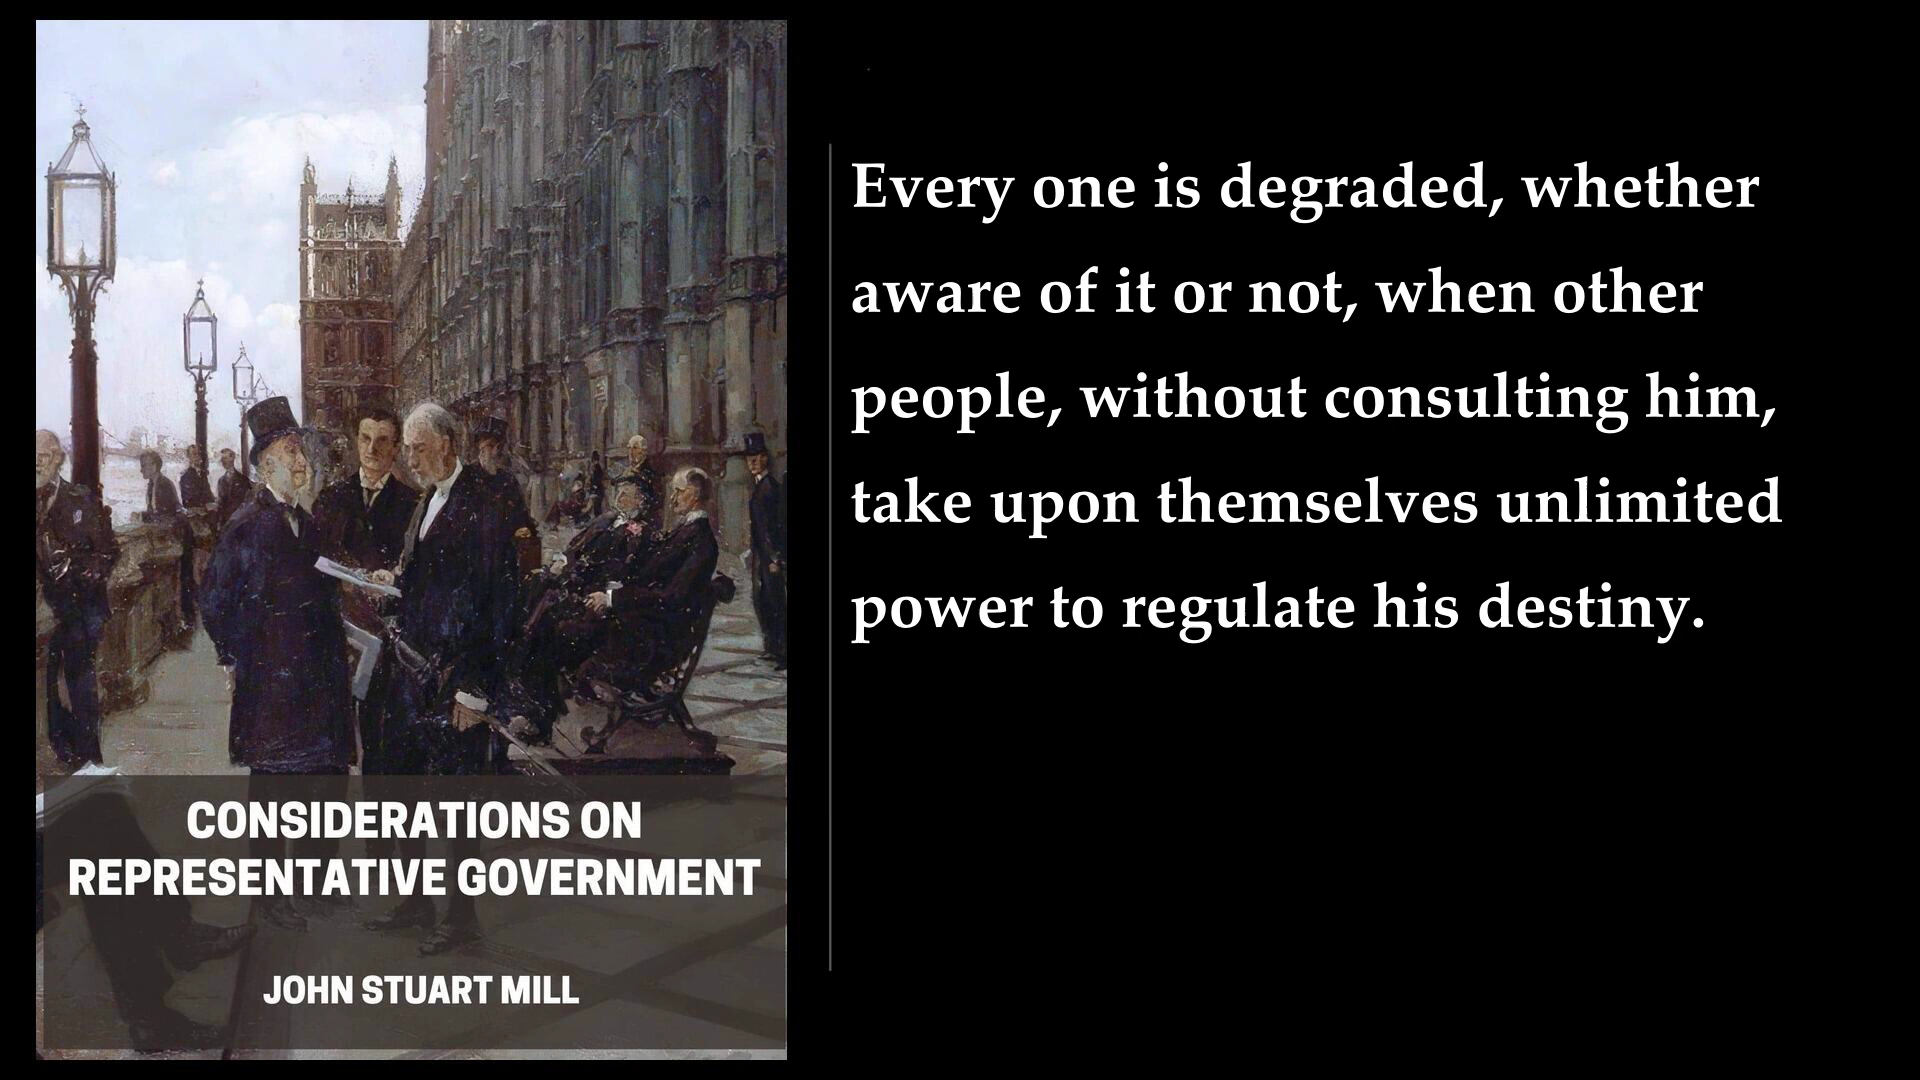 Every one is degraded, whether
aware of it or not, when other
people, without consulting him,
take upon themselves unlimited
power to regulate his destiny.
CONSIDERATIONS ON
REPRESENTATIVE GOVERNMENT
JOHN STUART MILL